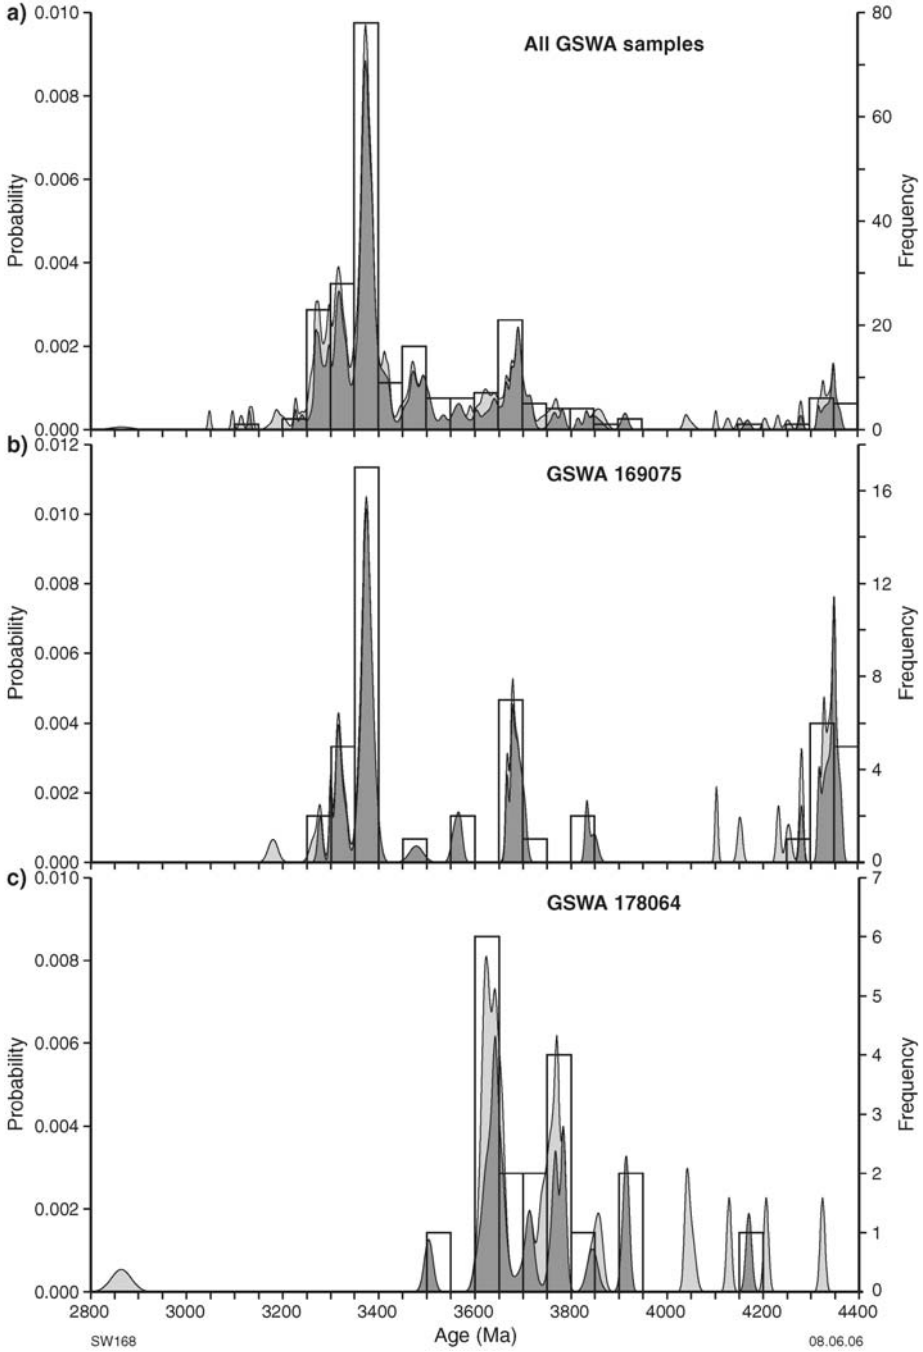 a)
All GSWA samples
Probability
0.010
0.008
0.006
0.004
0.002
0.000
Frequency
80
60
40
20
0
b)
GSWA 169075
Probability
0.012
0.010
0.008
0.006
0.004
0.002
0.000
Frequency
16
12
8
4
0
c)
GSWA 178064
Probability
0.010
0.008
0.006
0.004
0.002
0.000
Frequency
7
6
5
4
3
2
1
0
2800 3000 3200 3400 3600 3800 4000 4200 4400
Age (Ma)
SW168
08.06.06